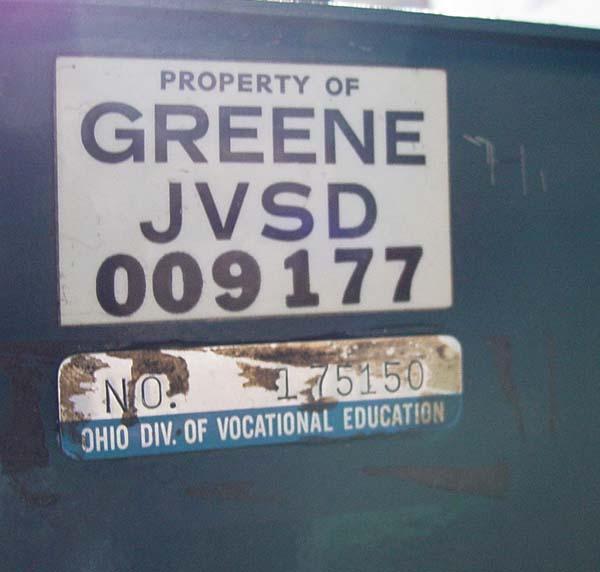 PROPERTY OF
GREENE
JVSD
009177
NO. 175150
OHIO DIV. OF VOCATIONAL EDUCATION